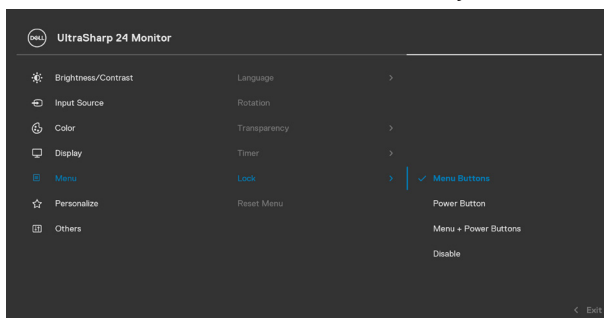 DELL UltraSharp 24 Monitor
Brightness/Contrast Language >
Input Source Rotation
Color Transparency >
Display Timer >
Menu Lock > ✓ Menu Buttons
Personalize Reset Menu Power Button
Others Menu + Power Buttons
Disable
< Exit